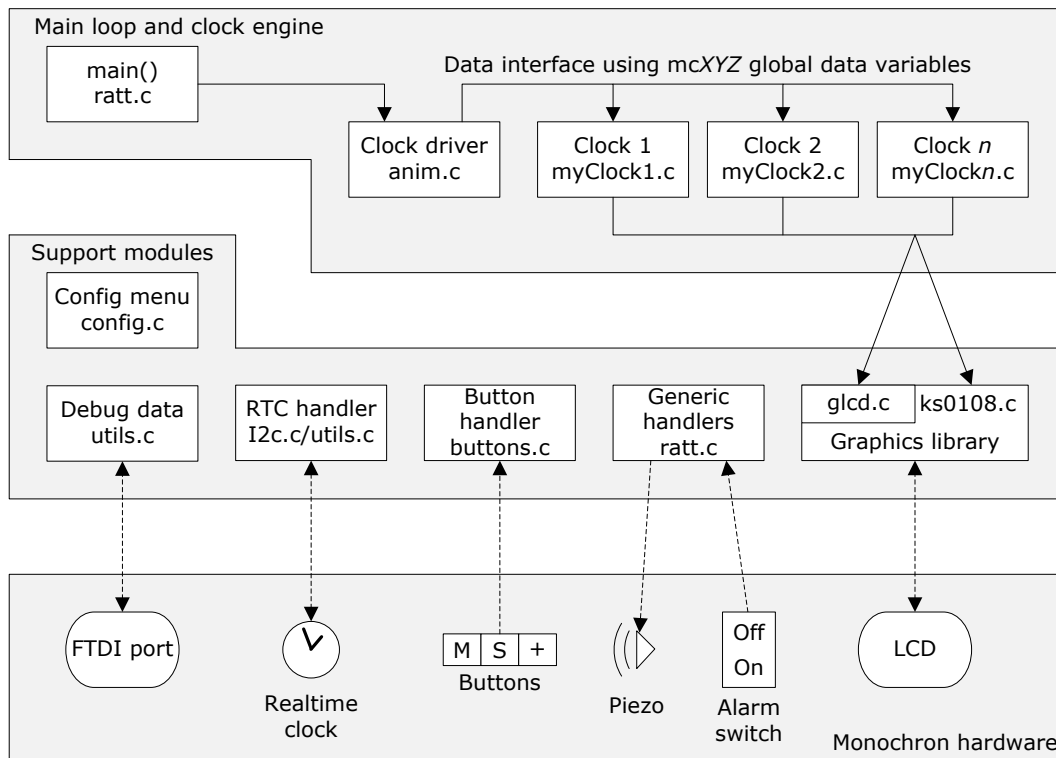 Main loop and clock engine
main()
ratt.c
Data interface using mcXYZ global data variables
Clock driver
anim.c
Clock 1
myClock1.c
Clock 2
myClock2.c
Clock n
myClockn.c
Support modules
Config menu
config.c
Debug data
utils.c
RTC handler
I2c.c/utils.c
Button
handler
buttons.c
Generic
handlers
ratt.c
glcd.c
ks0108.c
Graphics library
FTDI port
Realtime
clock
M S +
Buttons
Piezo
Off
On
Alarm
switch
LCD
Monochron hardware